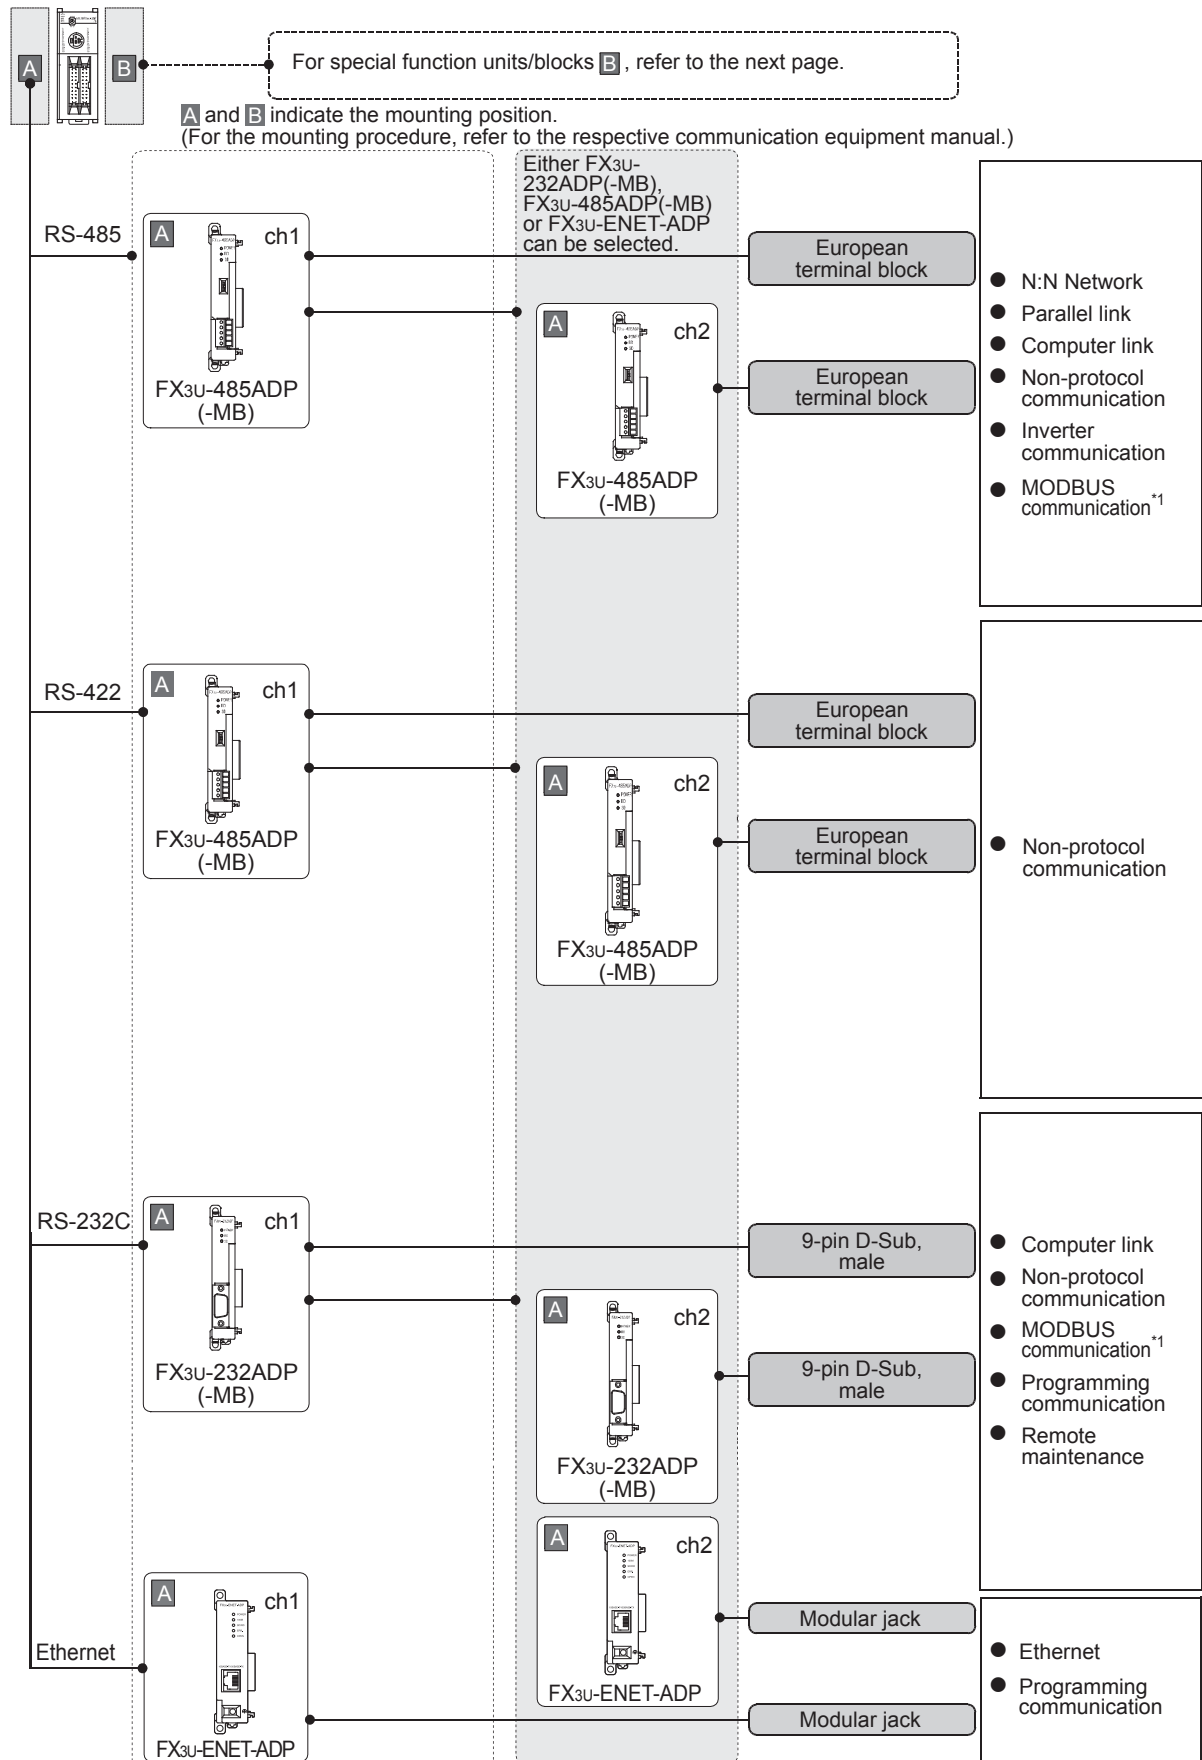 A
B
For special function units/blocks B , refer to the next page.
A and B indicate the mounting position.
(For the mounting procedure, refer to the respective communication equipment manual.)
Either FX3U-
232ADP(-MB),
FX3U-485ADP(-MB)
or FX3U-ENET-ADP
can be selected.
RS-485
A
ch1
FX3U-485ADP
(-MB)
European
terminal block
A
ch2
FX3U-485ADP
(-MB)
European
terminal block
● N:N Network
● Parallel link
● Computer link
● Non-protocol
communication
● Inverter
communication
● MODBUS
communication*1
RS-422
A
ch1
FX3U-485ADP
(-MB)
European
terminal block
A
ch2
FX3U-485ADP
(-MB)
European
terminal block
● Non-protocol
communication
RS-232C
A
ch1
FX3U-232ADP
(-MB)
9-pin D-Sub,
male
A
ch2
FX3U-232ADP
(-MB)
9-pin D-Sub,
male
● Computer link
● Non-protocol
communication
● MODBUS
communication*1
● Programming
communication
● Remote
maintenance
A
ch2
FX3U-ENET-ADP
Modular jack
Ethernet
A
ch1
FX3U-ENET-ADP
Modular jack
● Ethernet
● Programming
communication